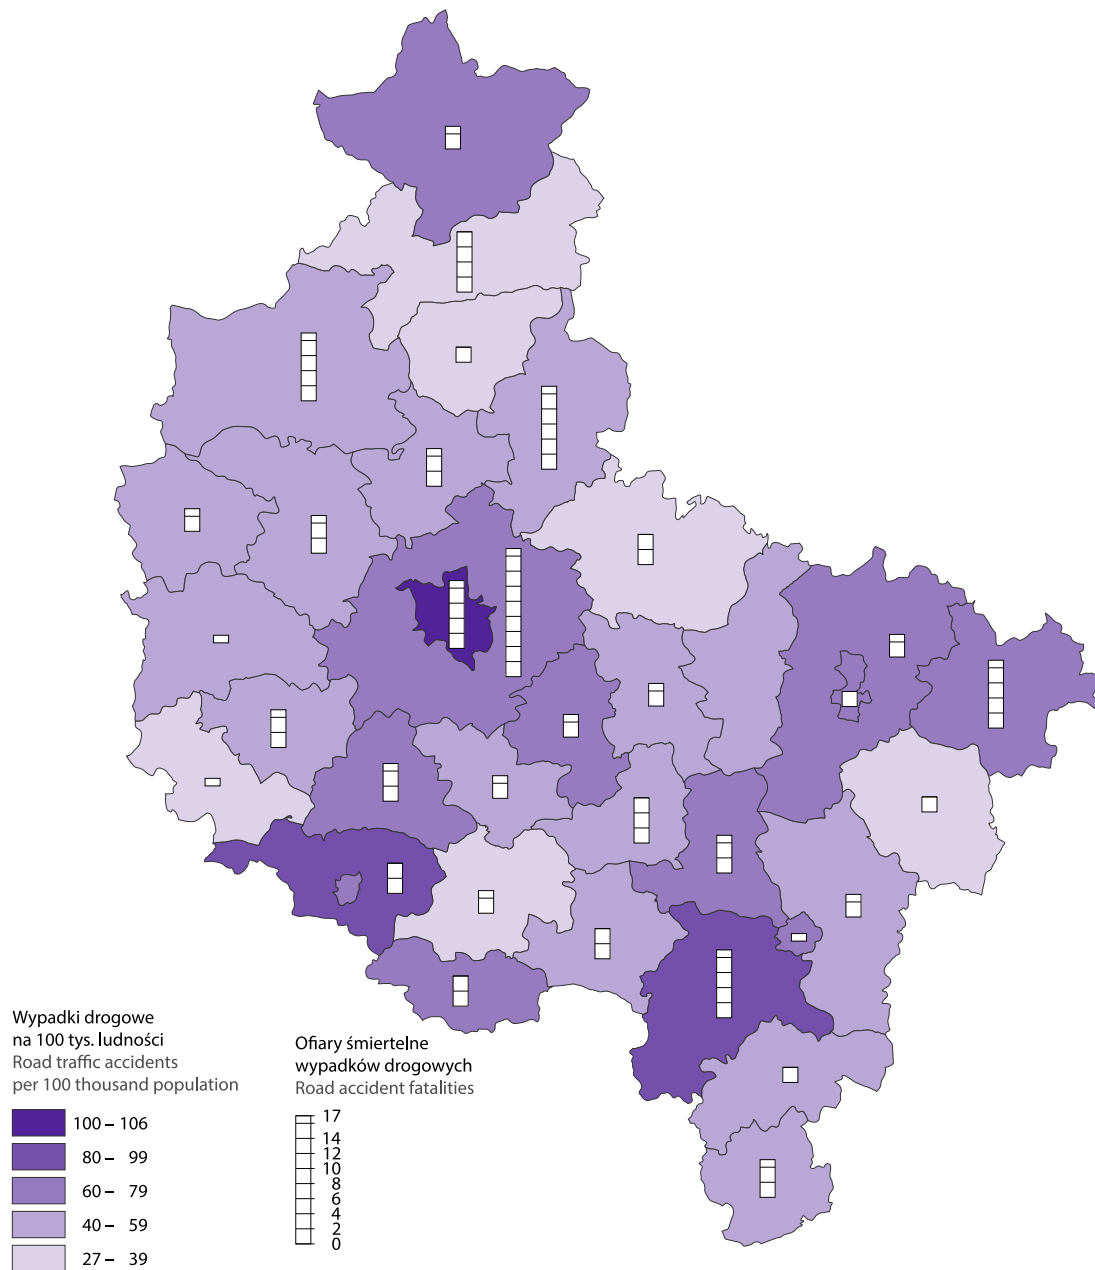 Wypadki drogowe
na 100 tys. ludności
Road traffic accidents
per 100 thousand population
100 – 106
80 – 99
60 – 79
40 – 59
27 – 39
Ofiary śmiertelne
wypadków drogowych
Road accident fatalities
17
14
12
10
8
6
4
2
0